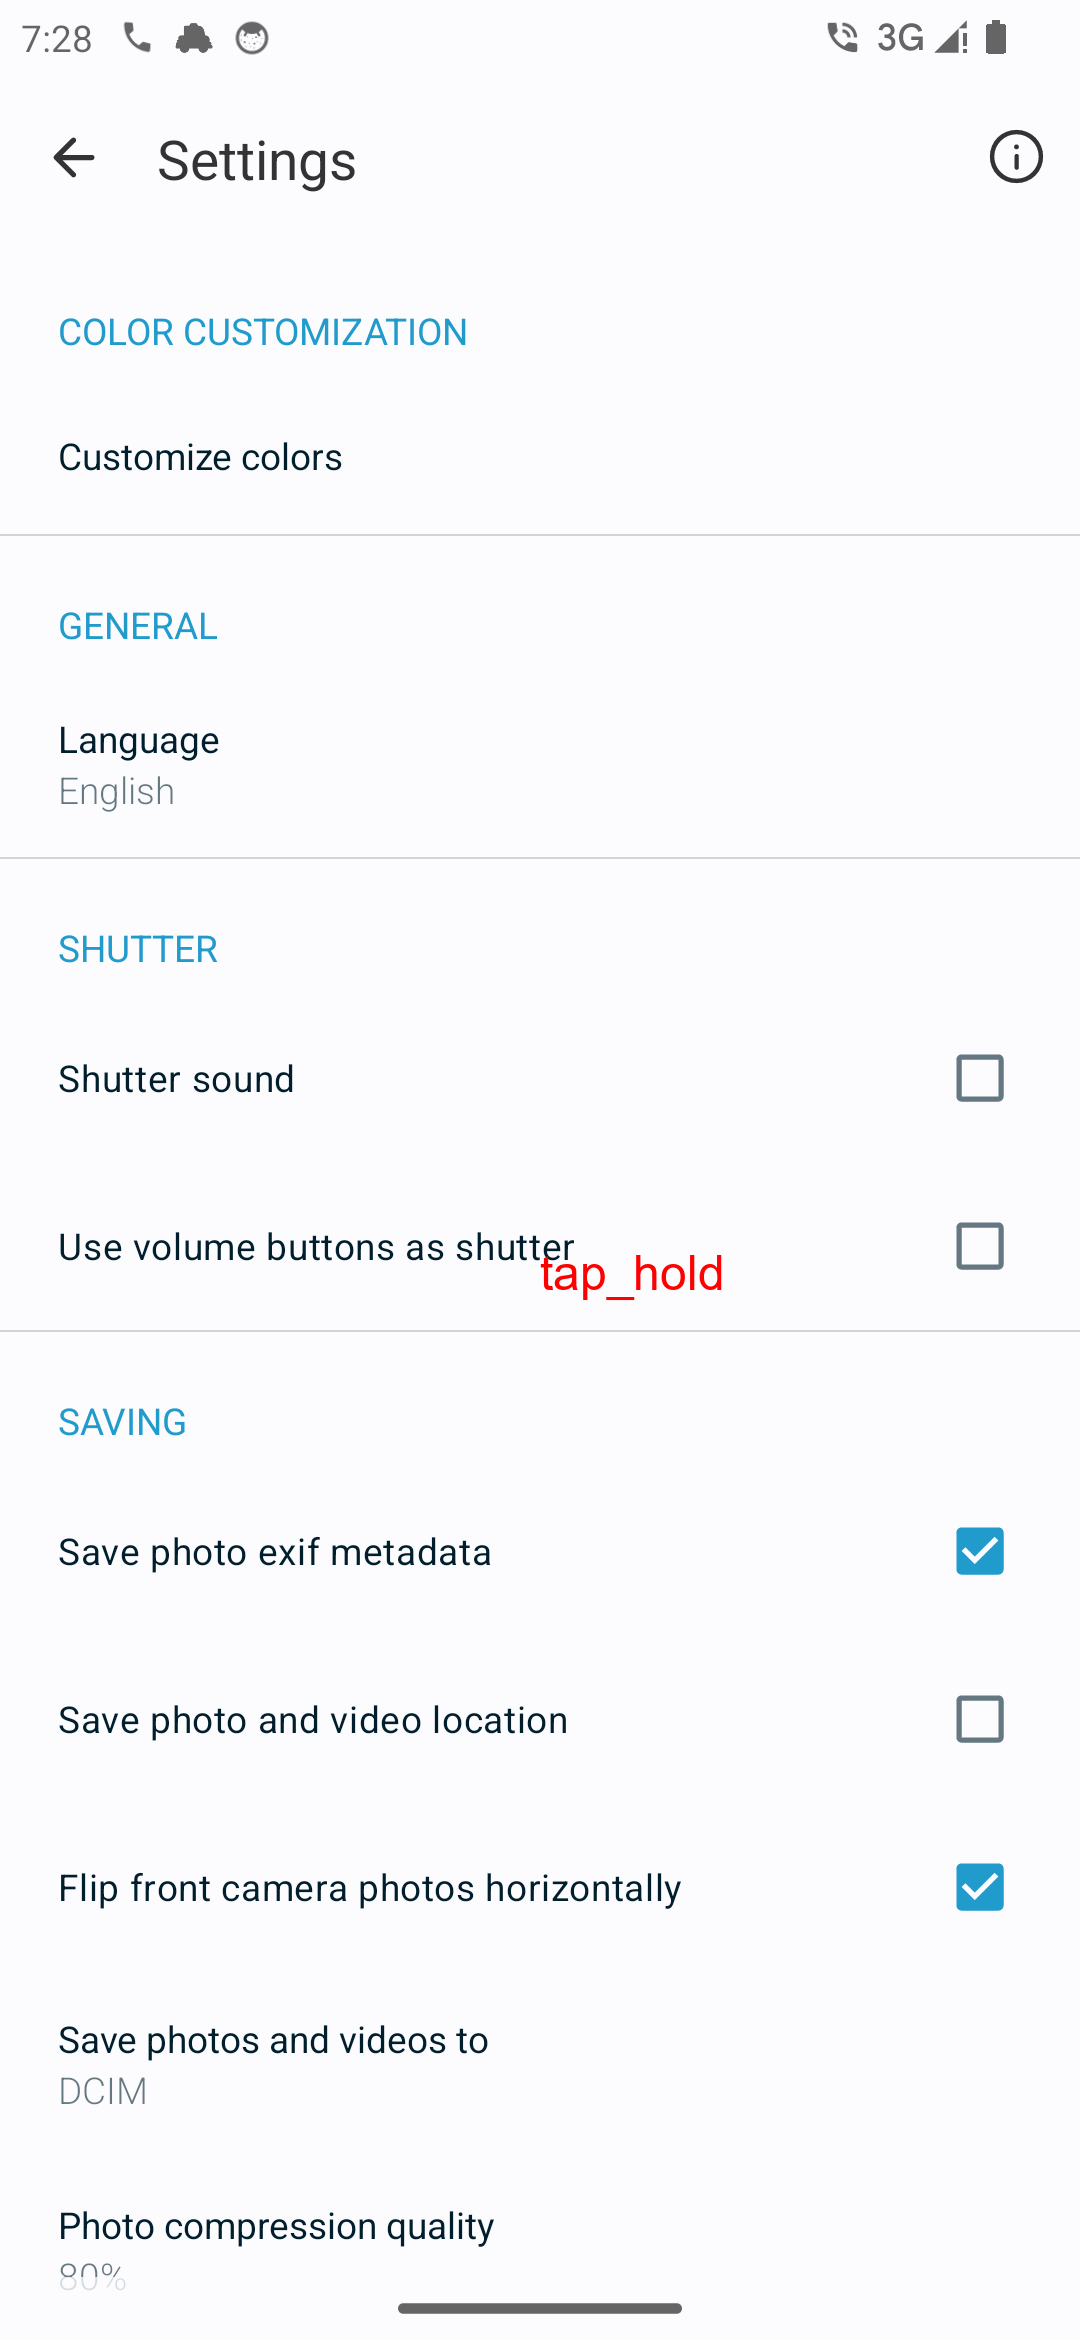 7:28
3G
Settings
COLOR CUSTOMIZATION
Customize colors
GENERAL
Language
English
SHUTTER
Shutter sound
Use volume buttons as shutter
tap_hold
SAVING
Save photo exif metadata
Save photo and video location
Flip front camera photos horizontally
Save photos and videos to
DCIM
Photo compression quality
80%